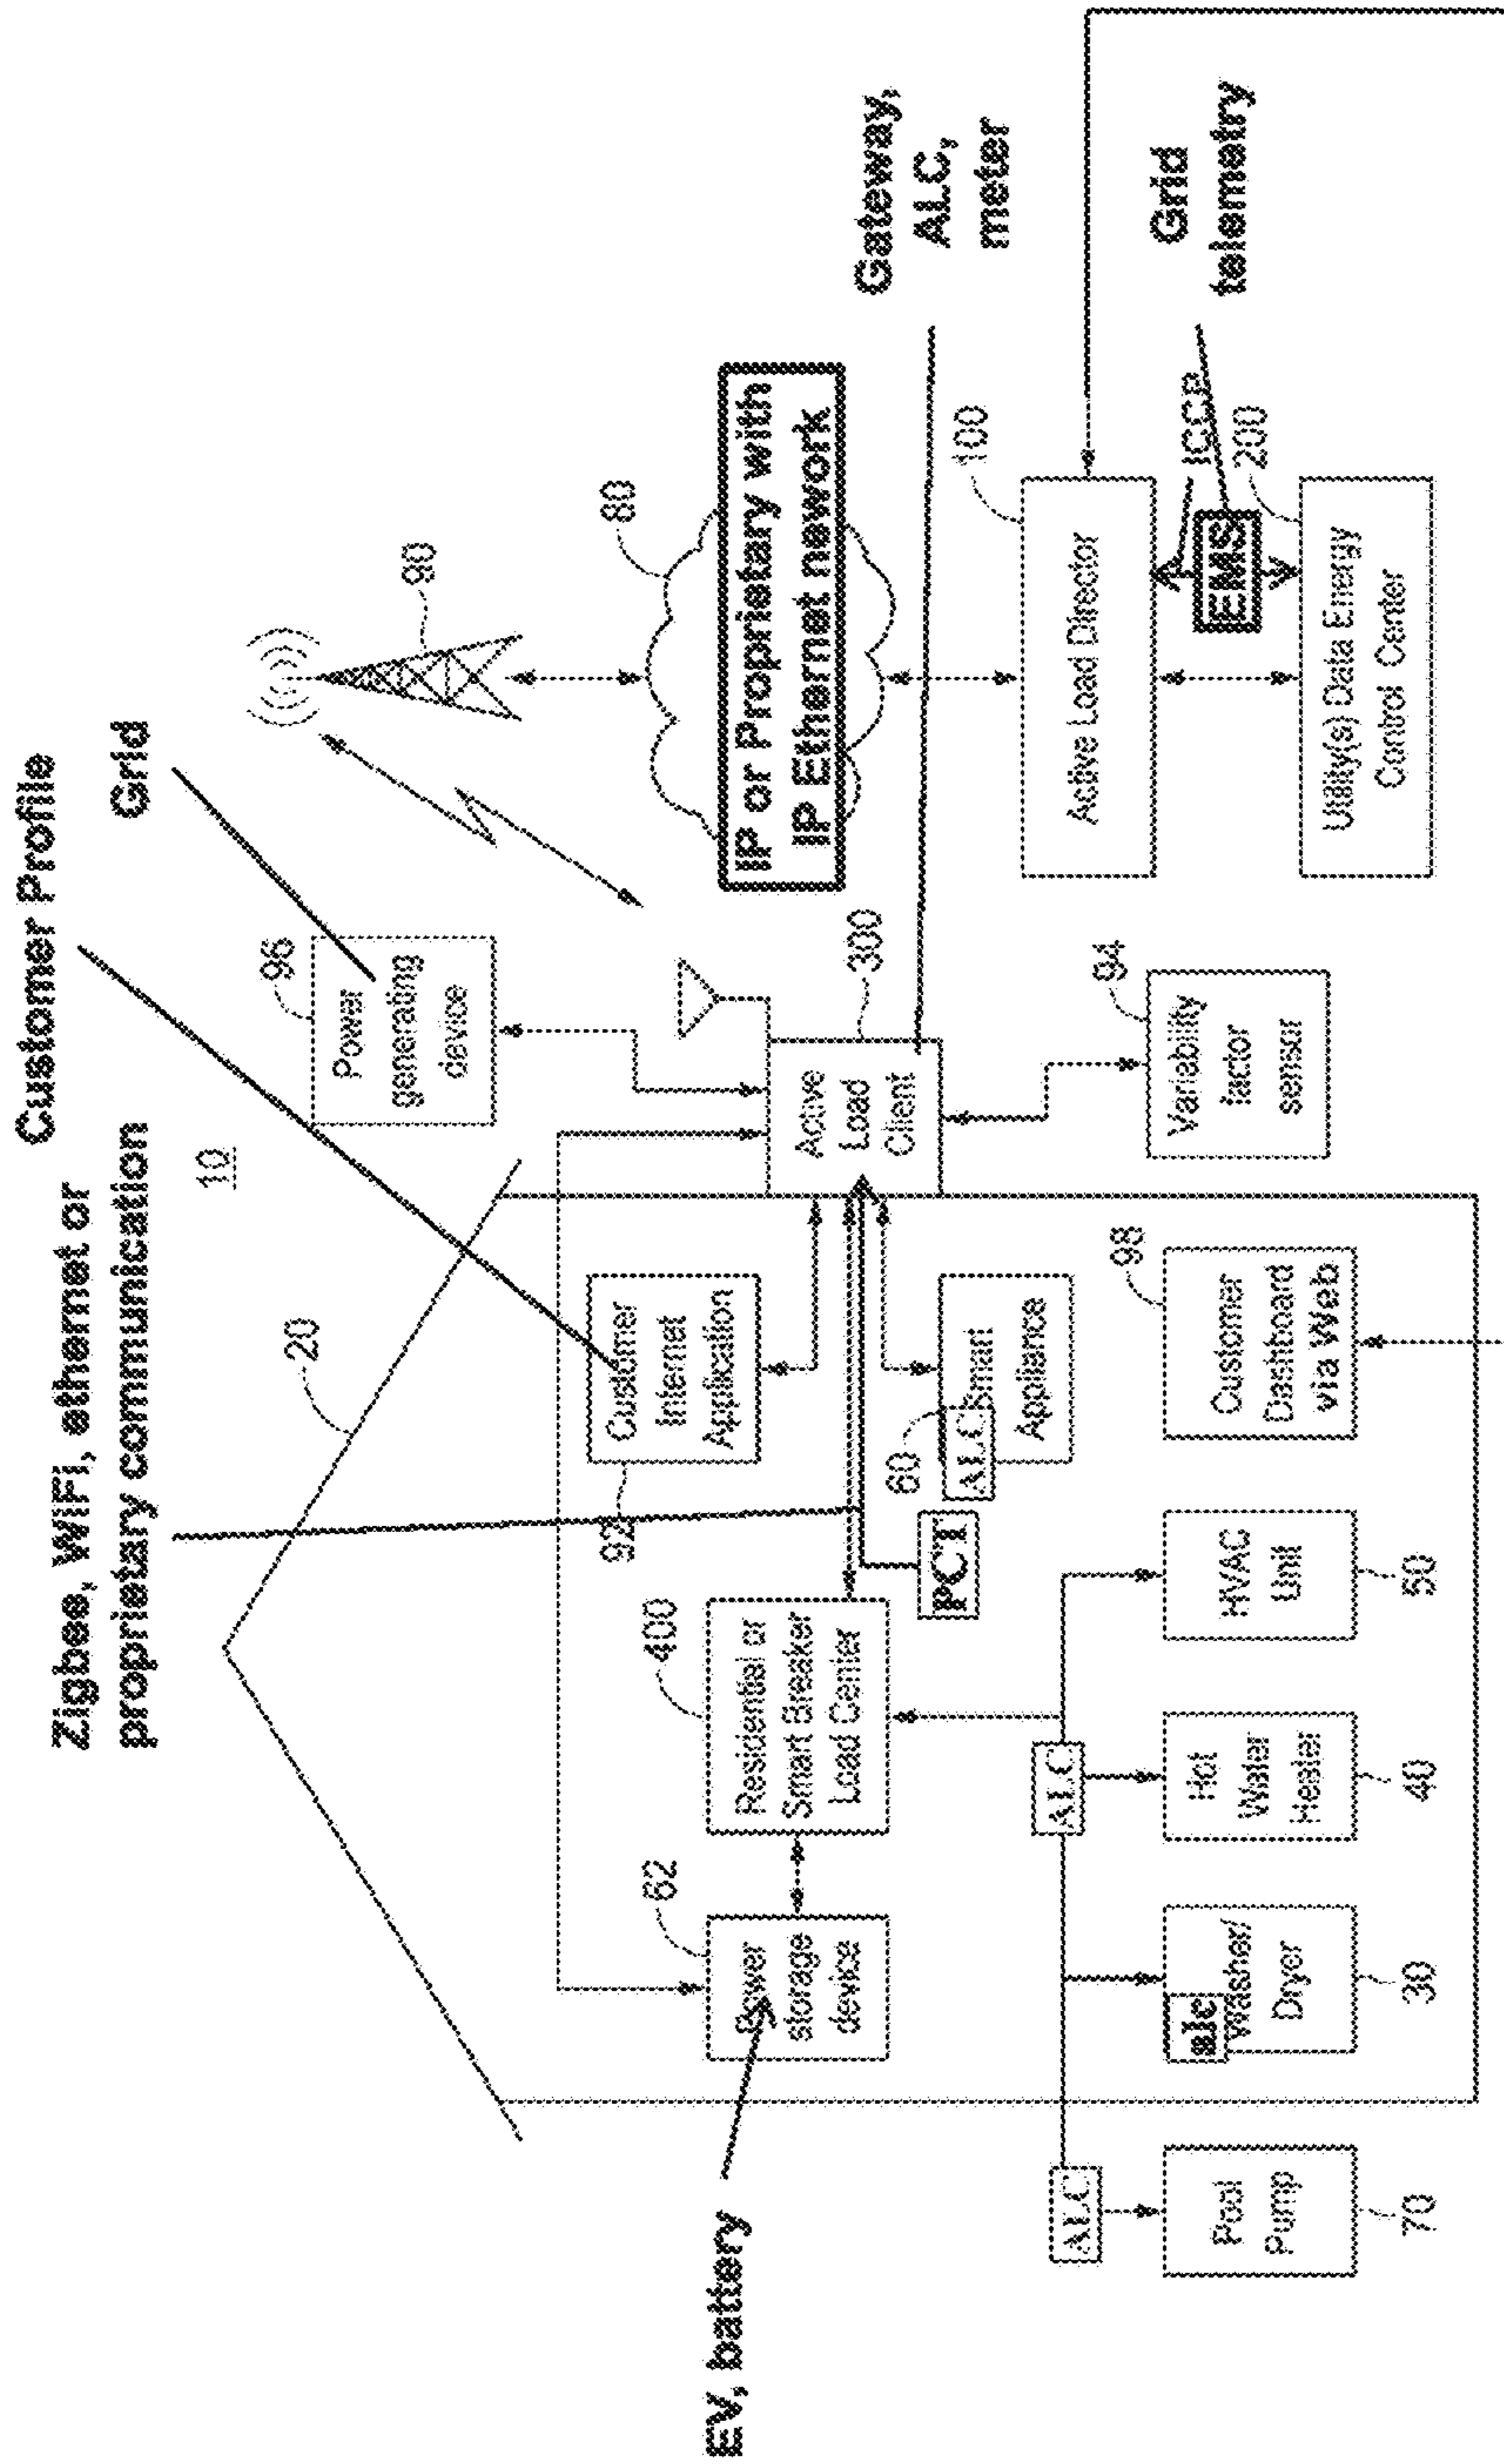 Customer Profile
Grid
Zigbee, WiFi, ethernet or
proprietary communication
10
20
96
Power
generating
device
90
80
IP or Proprietary with
IP Ethernet network
Gateway,
ALC,
meter
Grid
telemetry
100
Active Load Director
ICCP
EMS
200
Utility(s) Data Energy
Control Center
300
Active
Load
Client
94
Variability
factor
sensor
Customer
Internet
Application
92
60
ALC
Smart
Appliance
98
Customer
Dashboard
via Web
PCT
400
Residential or
Smart Breaker
Load Center
62
Power
storage
device
EV, battery
ALC
HVAC
Unit
50
Hot
Water
Heater
40
alc
Washer/
Dryer
30
ALC
Pool
Pump
70